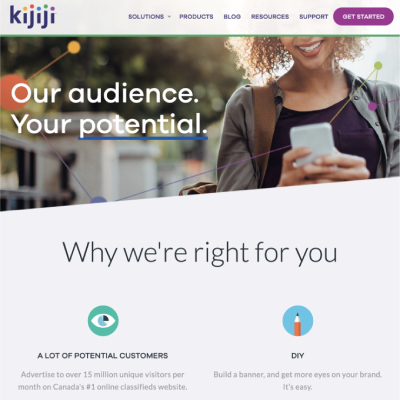 kijiji
SOLUTIONS PRODUCTS BLOG RESOURCES SUPPORT GET STARTED
Our audience.
Your potential.
Why we're right for you
A LOT OF POTENTIAL CUSTOMERS
Advertise to over 15 million unique visitors per
month on Canada's #1 online classifieds website.
DIY
Build a banner, and get more eyes on your brand.
It's easy.